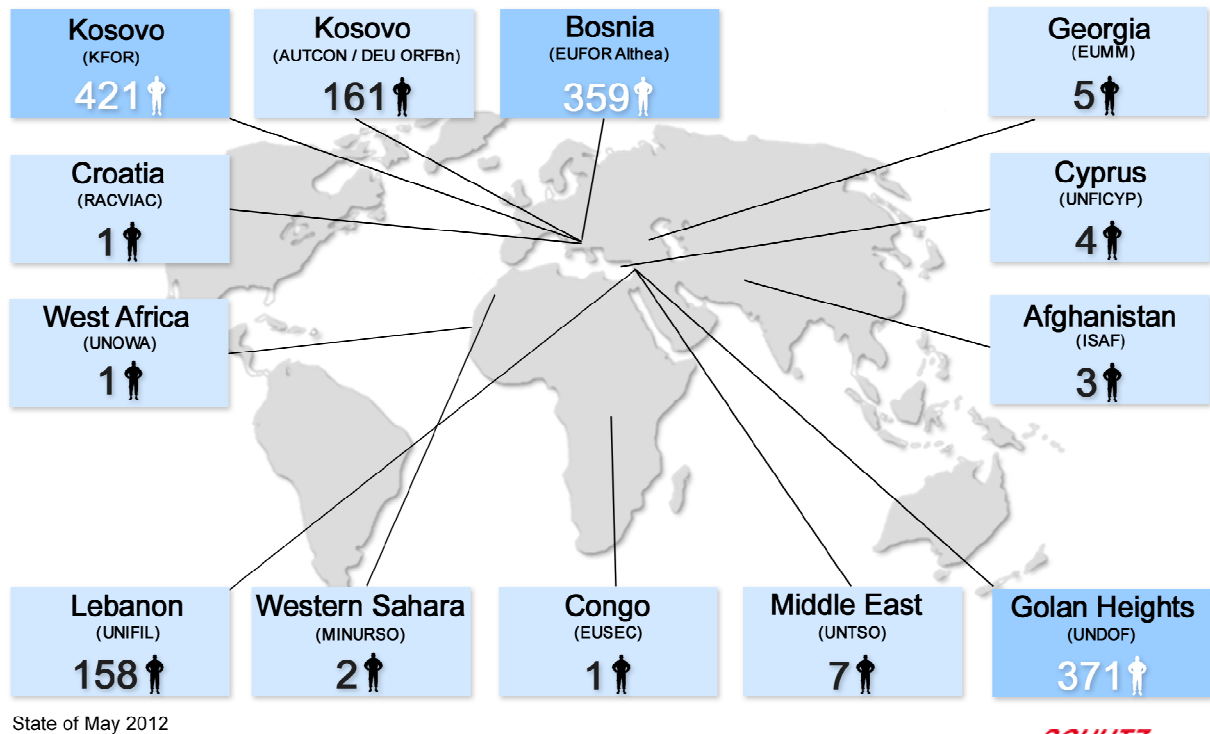 Kosovo
(KFOR)
421
Kosovo
(AUTCON / DEU ORFBn)
161
Bosnia
(EUFOR Althea)
359
Georgia
(EUMM)
5
Croatia
(RACVIAC)
1
Cyprus
(UNFICYP)
4
West Africa
(UNOWA)
1
Afghanistan
(ISAF)
3
Lebanon
(UNIFIL)
158
Western Sahara
(MINURSO)
2
Congo
(EUSEC)
1
Middle East
(UNTSO)
7
Golan Heights
(UNDOF)
371
State of May 2012